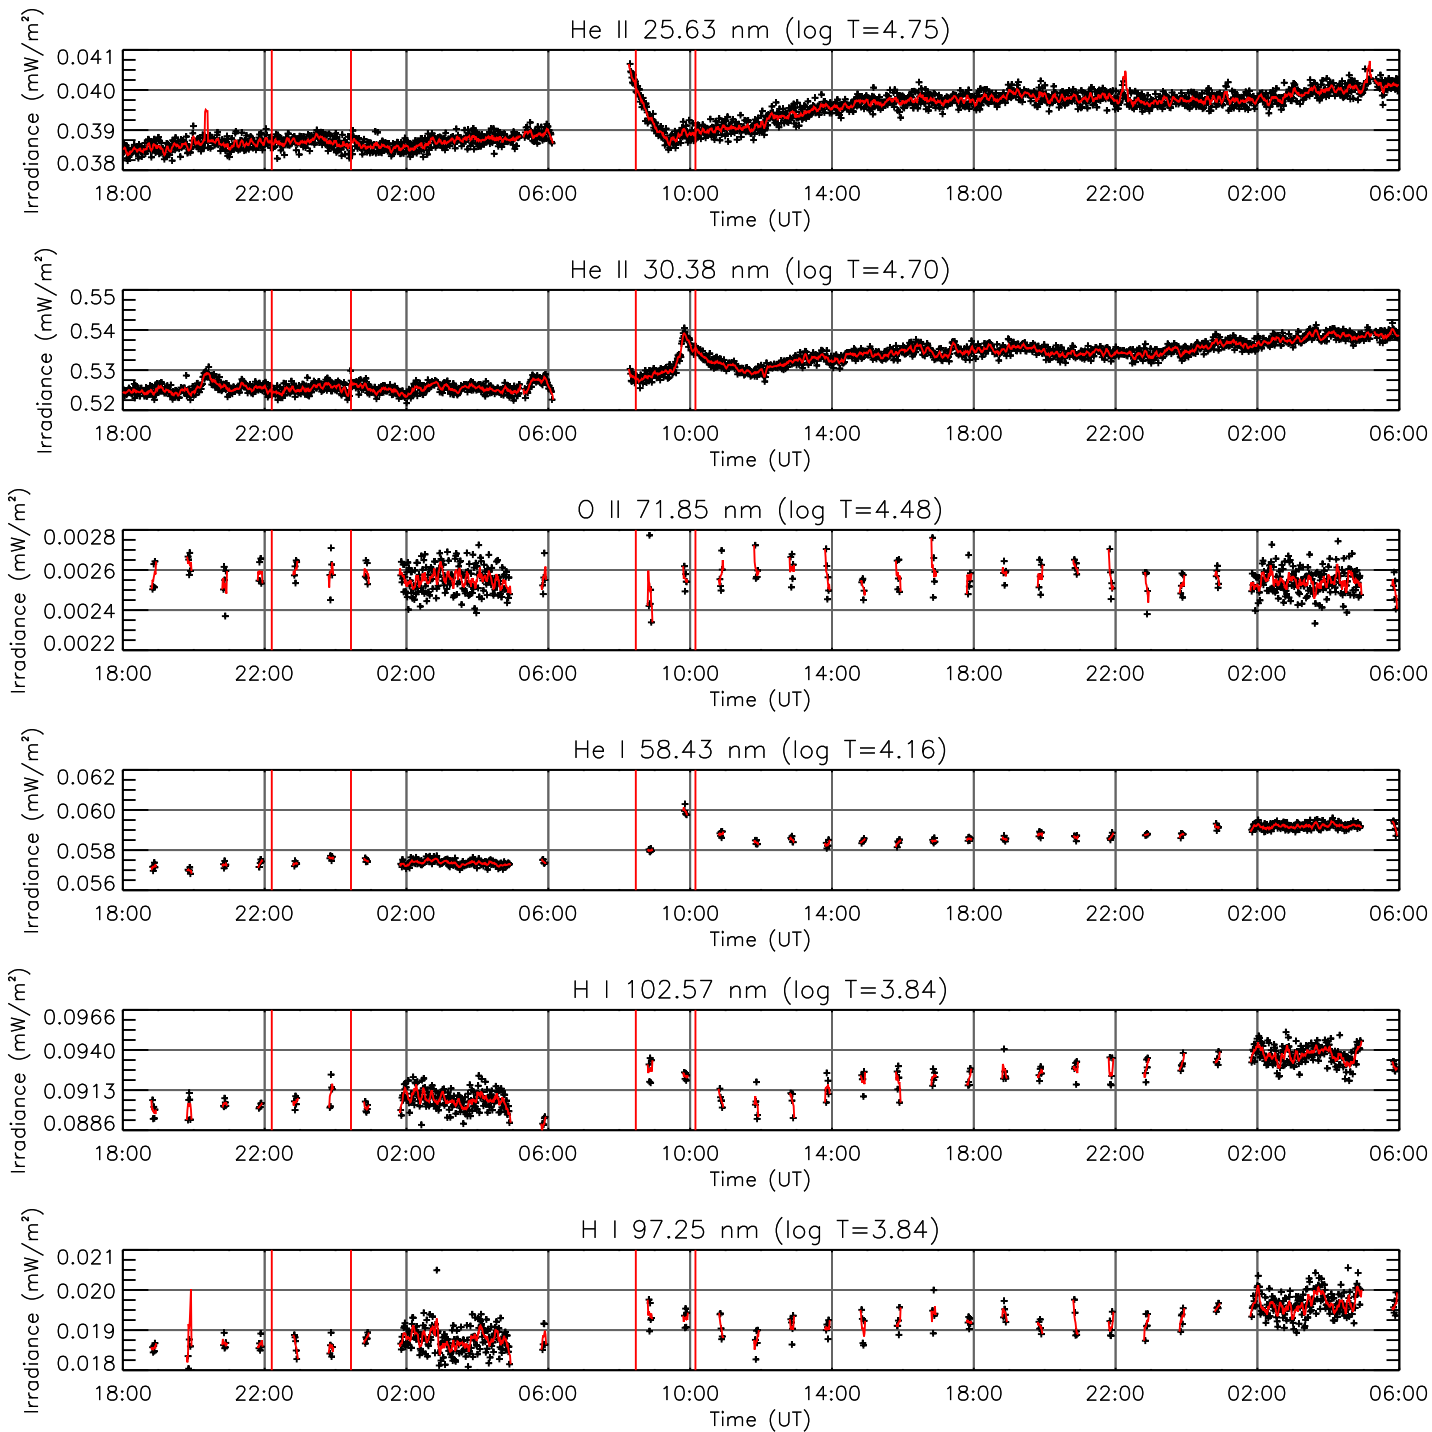 He II 25.63 nm (log T=4.75)
Irradiance (mW/m²)
0.041
0.040
0.039
0.038
18:00 22:00 02:00 06:00 10:00 14:00 18:00 22:00 02:00 06:00
Time (UT)
He II 30.38 nm (log T=4.70)
Irradiance (mW/m²)
0.55
0.54
0.53
0.52
18:00 22:00 02:00 06:00 10:00 14:00 18:00 22:00 02:00 06:00
Time (UT)
O II 71.85 nm (log T=4.48)
Irradiance (mW/m²)
0.0028
0.0026
0.0024
0.0022
18:00 22:00 02:00 06:00 10:00 14:00 18:00 22:00 02:00 06:00
Time (UT)
He I 58.43 nm (log T=4.16)
Irradiance (mW/m²)
0.062
0.060
0.058
0.056
18:00 22:00 02:00 06:00 10:00 14:00 18:00 22:00 02:00 06:00
Time (UT)
H I 102.57 nm (log T=3.84)
Irradiance (mW/m²)
0.0966
0.0940
0.0913
0.0886
18:00 22:00 02:00 06:00 10:00 14:00 18:00 22:00 02:00 06:00
Time (UT)
H I 97.25 nm (log T=3.84)
Irradiance (mW/m²)
0.021
0.020
0.019
0.018
18:00 22:00 02:00 06:00 10:00 14:00 18:00 22:00 02:00 06:00
Time (UT)